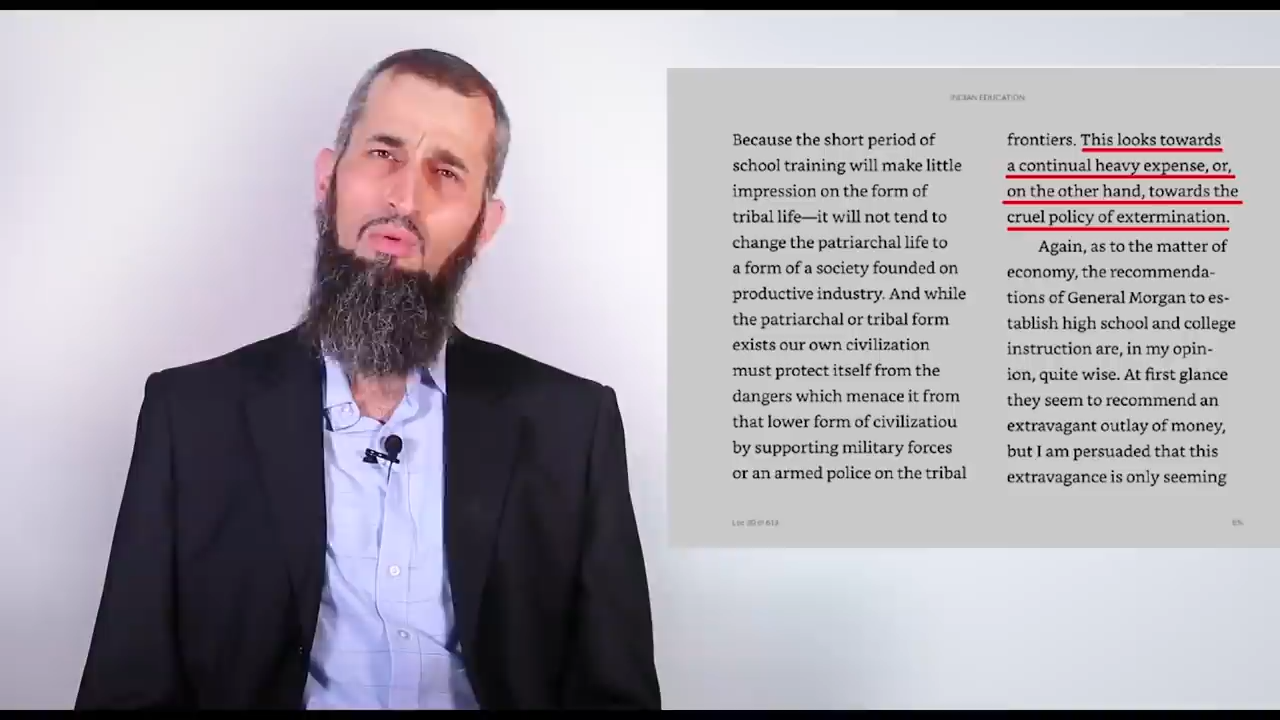 INDIAN EDUCATION
Because the short period of
school training will make little
impression on the form of
tribal life—it will not tend to
change the patriarchal life to
a form of a society founded on
productive industry. And while
the patriarchal or tribal form
exists our own civilization
must protect itself from the
dangers which menace it from
that lower form of civilizatiou
by supporting military forces
or an armed police on the tribal
frontiers. This looks towards
a continual heavy expense, or,
on the other hand, towards the
cruel policy of extermination.
Again, as to the matter of
economy, the recommenda-
tions of General Morgan to es-
tablish high school and college
instruction are, in my opin-
ion, quite wise. At first glance
they seem to recommend an
extravagant outlay of money,
but I am persuaded that this
extravagance is only seeming